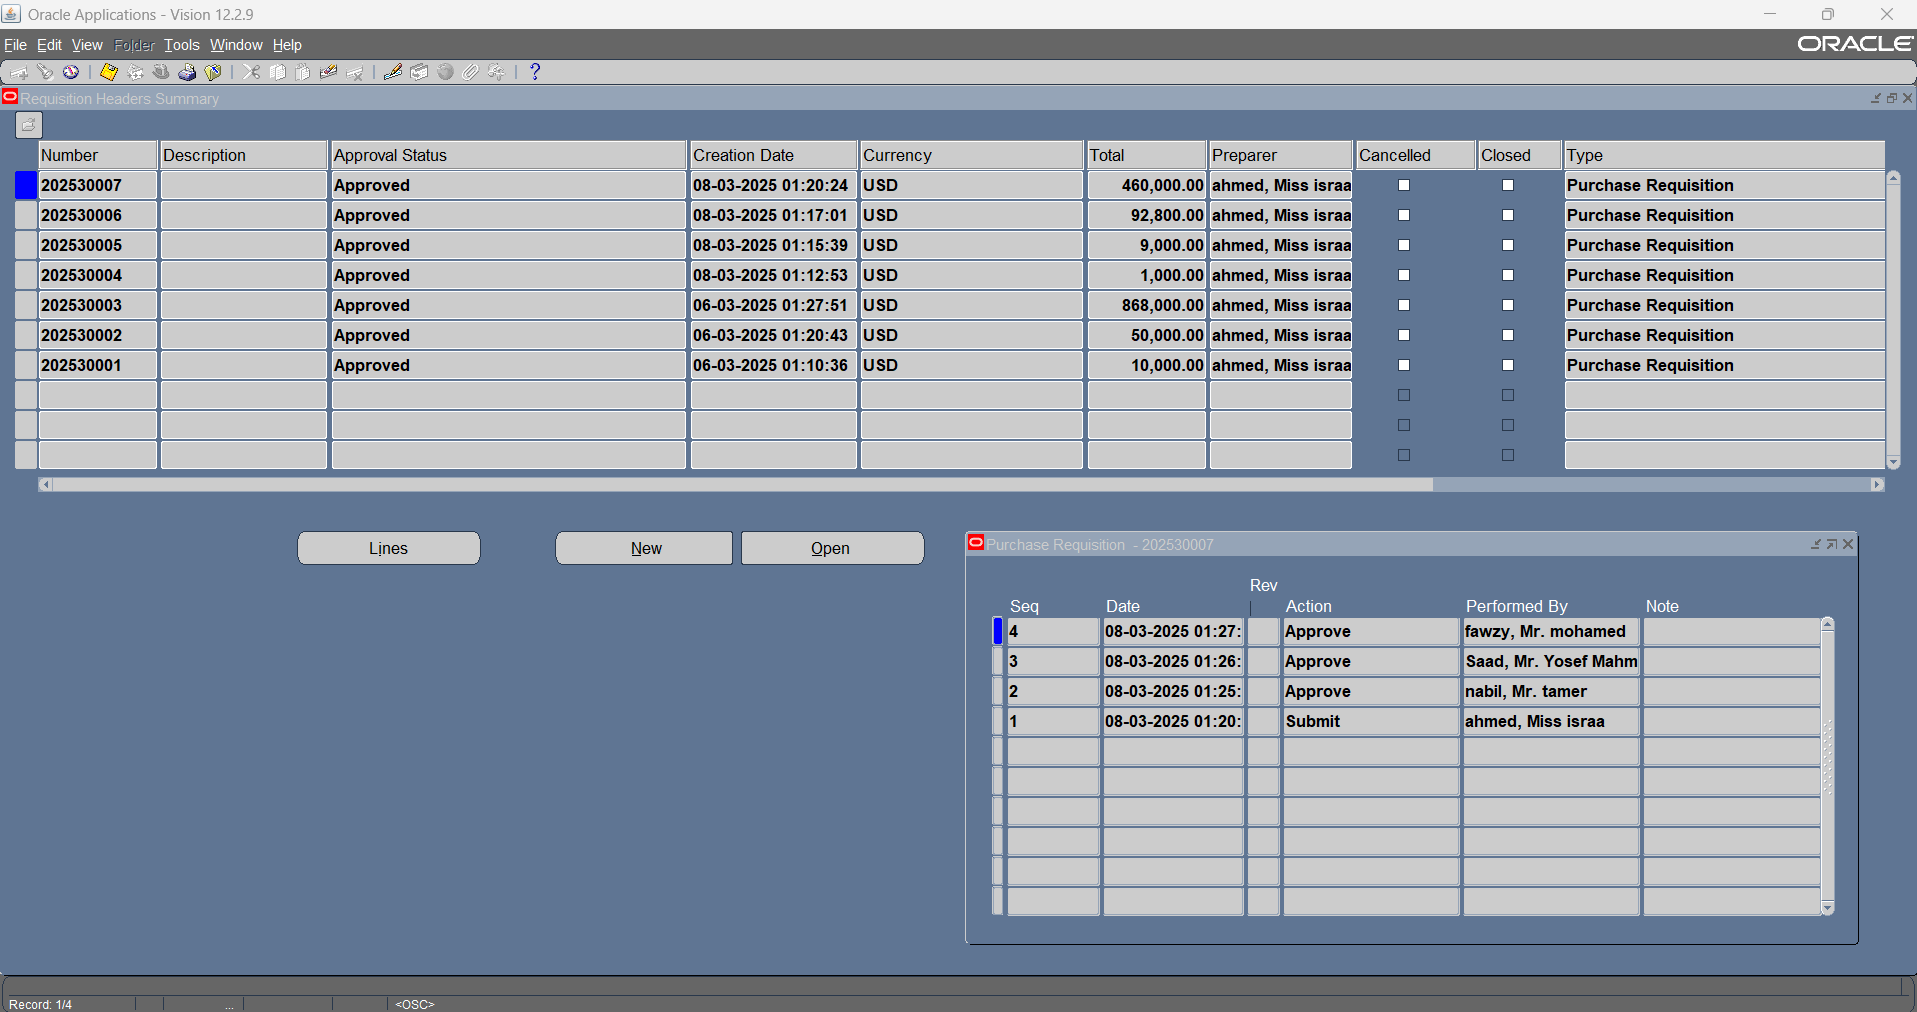 Oracle Applications - Vision 12.2.9
File Edit View Folder Tools Window Help
ORACLE
Requisition Headers Summary
Number Description Approval Status Creation Date Currency Total Preparer Cancelled Closed Type
202530007 Approved 08-03-2025 01:20:24 USD 460,000.00 ahmed, Miss israa Purchase Requisition
202530006 Approved 08-03-2025 01:17:01 USD 92,800.00 ahmed, Miss israa Purchase Requisition
202530005 Approved 08-03-2025 01:15:39 USD 9,000.00 ahmed, Miss israa Purchase Requisition
202530004 Approved 08-03-2025 01:12:53 USD 1,000.00 ahmed, Miss israa Purchase Requisition
202530003 Approved 06-03-2025 01:27:51 USD 868,000.00 ahmed, Miss israa Purchase Requisition
202530002 Approved 06-03-2025 01:20:43 USD 50,000.00 ahmed, Miss israa Purchase Requisition
202530001 Approved 06-03-2025 01:10:36 USD 10,000.00 ahmed, Miss israa Purchase Requisition
Lines New Open
Purchase Requisition - 202530007
Rev
Seq Date Action Performed By Note
4 08-03-2025 01:27: Approve fawzy, Mr. mohamed
3 08-03-2025 01:26: Approve Saad, Mr. Yosef Mahm
2 08-03-2025 01:25: Approve nabil, Mr. tamer
1 08-03-2025 01:20: Submit ahmed, Miss israa
Record: 1/4 ... <OSC>